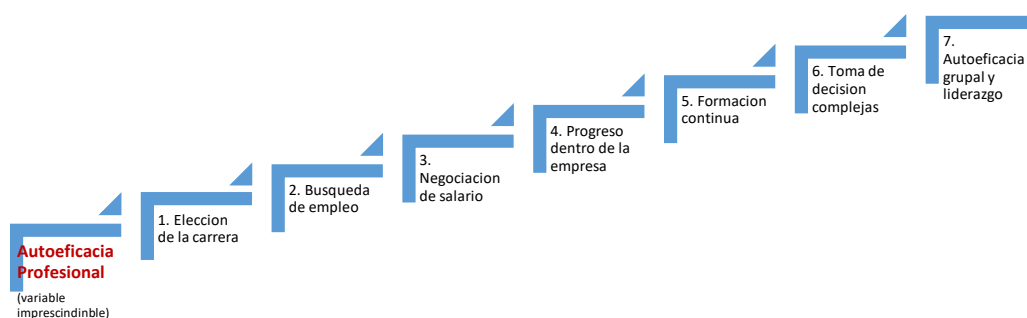 Autoeficacia
Profesional
(variable
imprescindinble)
1. Eleccion
de la carrera
2. Busqueda
de empleo
3.
Negociacion
de salario
4. Progreso
dentro de la
empresa
5. Formacion
continua
6. Toma de
decision
complejas
7.
Autoeficacia
grupal y
liderazgo